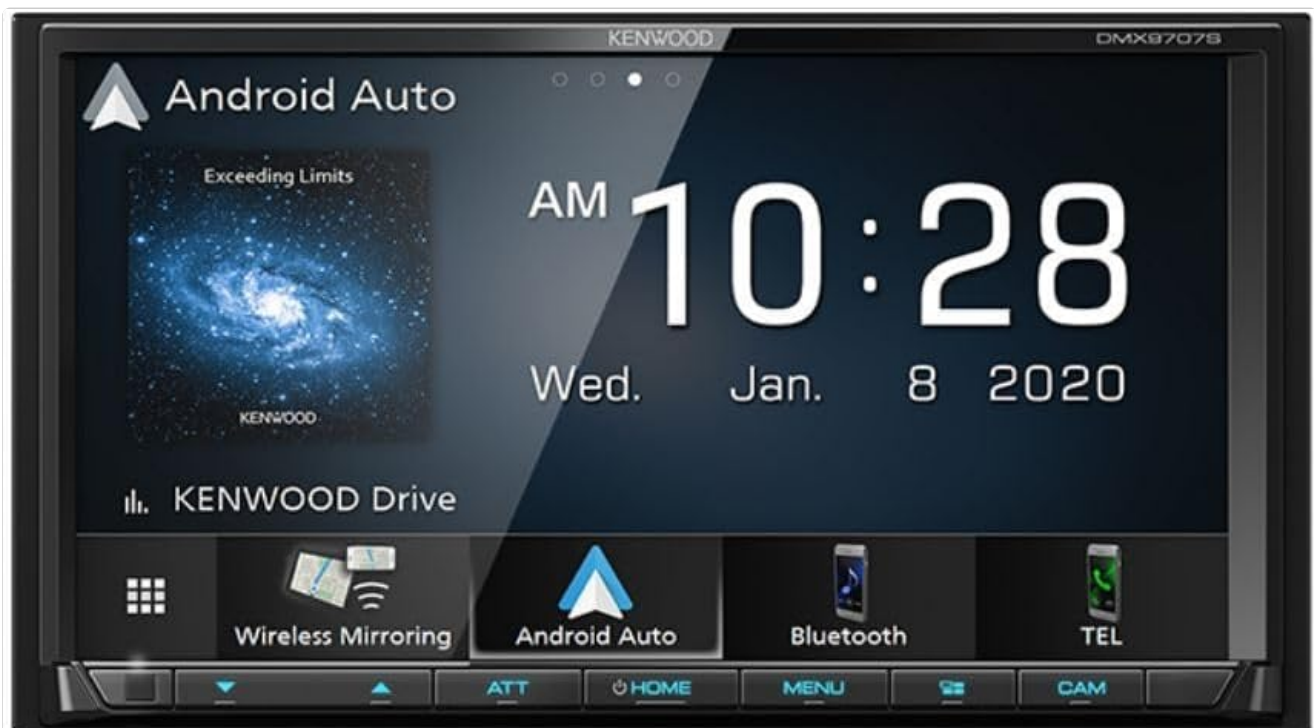 KENWOOD DMX9707S
Android Auto
Exceeding Limits
KENWOOD
AM 10:28
Wed. Jan. 8 2020
KENWOOD Drive
Wireless Mirroring
Android Auto
Bluetooth
TEL
ATT HOME MENU CAM